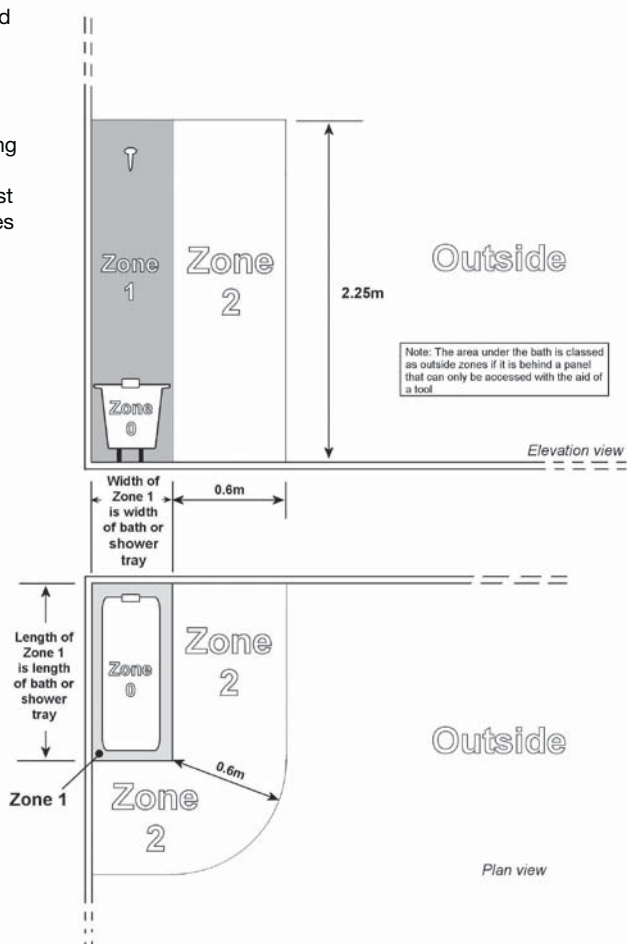 d
ng
st
es
Zone
1
Zone
2
Outside
2.25m
Note: The area under the bath is classed
as outside zones if it is behind a panel
that can only be accessed with the aid of
a tool
Zone
0
Elevation view
Width of
Zone 1
is width
of bath or
shower
tray
0.6m
Length of
Zone 1
is length
of bath or
shower
tray
Zone
0
Zone
2
Outside
Zone 1
0.6m
Zone
2
Plan view